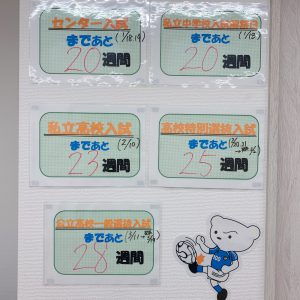 センター入試
まであと (1/18.19)
20 週間
私立中学校入試
まであと (1/13)
20 週間
私立高校入試
まであと (2/10)
23 週間
高校特別選抜入試
まであと
25 週間
公立高校一般選抜入試
まであと
28 週間